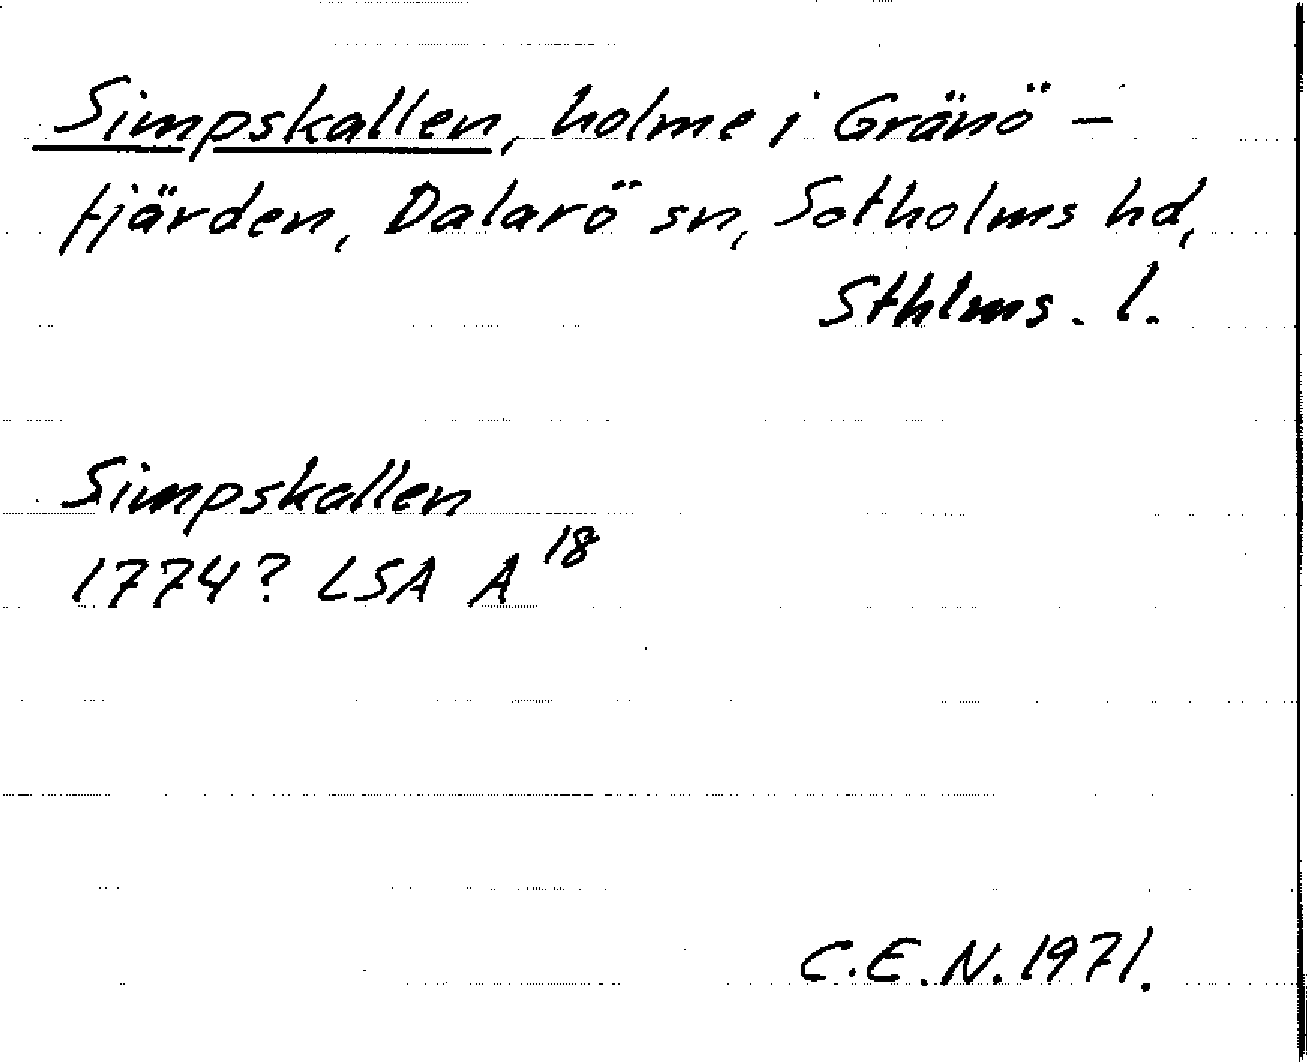 Simpskallen, holme i Gränö -
fjärden, Dalarö sn, Sotholms hd,
Sthlms. l.
Simpskallen
1774? LSA A 18
C.E.N. 1971.